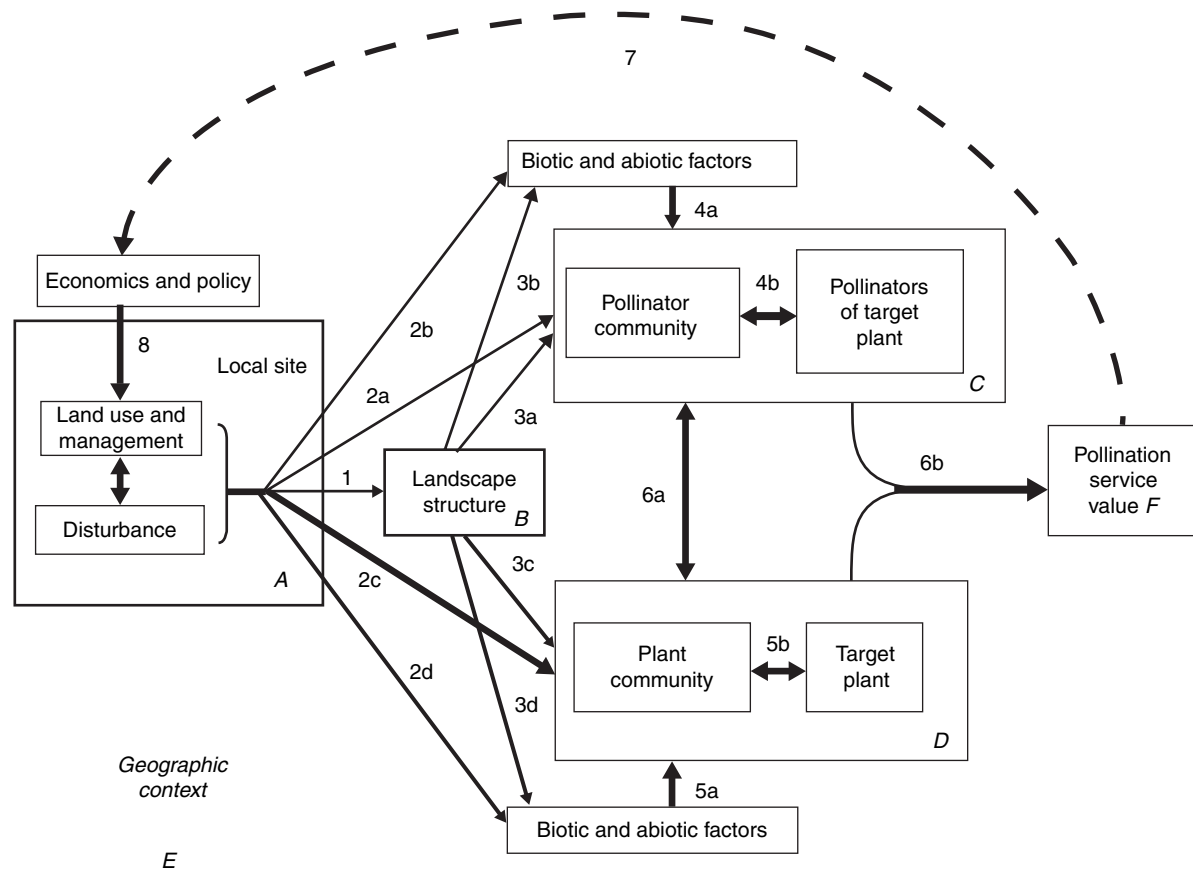 7
Biotic and abiotic factors
4a
Economics and policy
3b
Pollinator
community
4b
Pollinators
of target
plant
C
8
Local site
2b
2a
3a
Land use and
management
Disturbance
A
1
Landscape
structure
B
6a
6b
Pollination
service
value F
2c
3c
2d
3d
Plant
community
5b
Target
plant
D
Geographic
context
E
5a
Biotic and abiotic factors